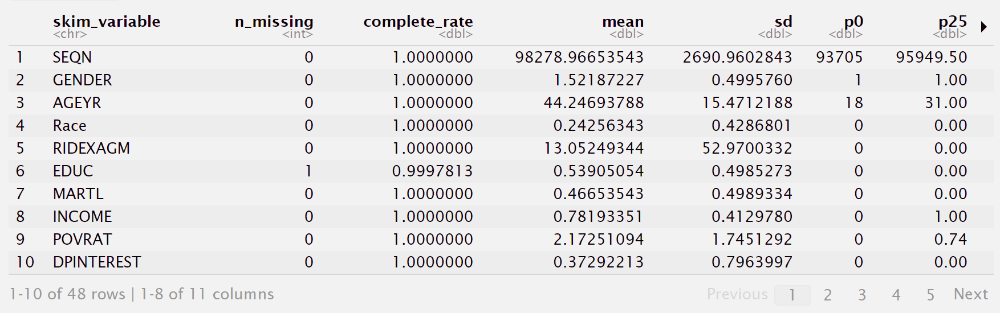 skim_variable n_missing complete_rate mean sd p0 p25
<chr> <int> <dbl> <dbl> <dbl> <dbl> <dbl>
1 SEQN 0 1.0000000 98278.96653543 2690.9602843 93705 95949.50
2 GENDER 0 1.0000000 1.52187227 0.4995760 1 1.00
3 AGEYR 0 1.0000000 44.24693788 15.4712188 18 31.00
4 Race 0 1.0000000 0.24256343 0.4286801 0 0.00
5 RIDEXAGM 0 1.0000000 13.05249344 52.9700332 0 0.00
6 EDUC 1 0.9997813 0.53905054 0.4985273 0 0.00
7 MARTL 0 1.0000000 0.46653543 0.4989334 0 0.00
8 INCOME 0 1.0000000 0.78193351 0.4129780 0 1.00
9 POVRAT 0 1.0000000 2.17251094 1.7451292 0 0.74
10 DPINTEREST 0 1.0000000 0.37292213 0.7963997 0 0.00
1-10 of 48 rows | 1-8 of 11 columns Previous 1 2 3 4 5 Next